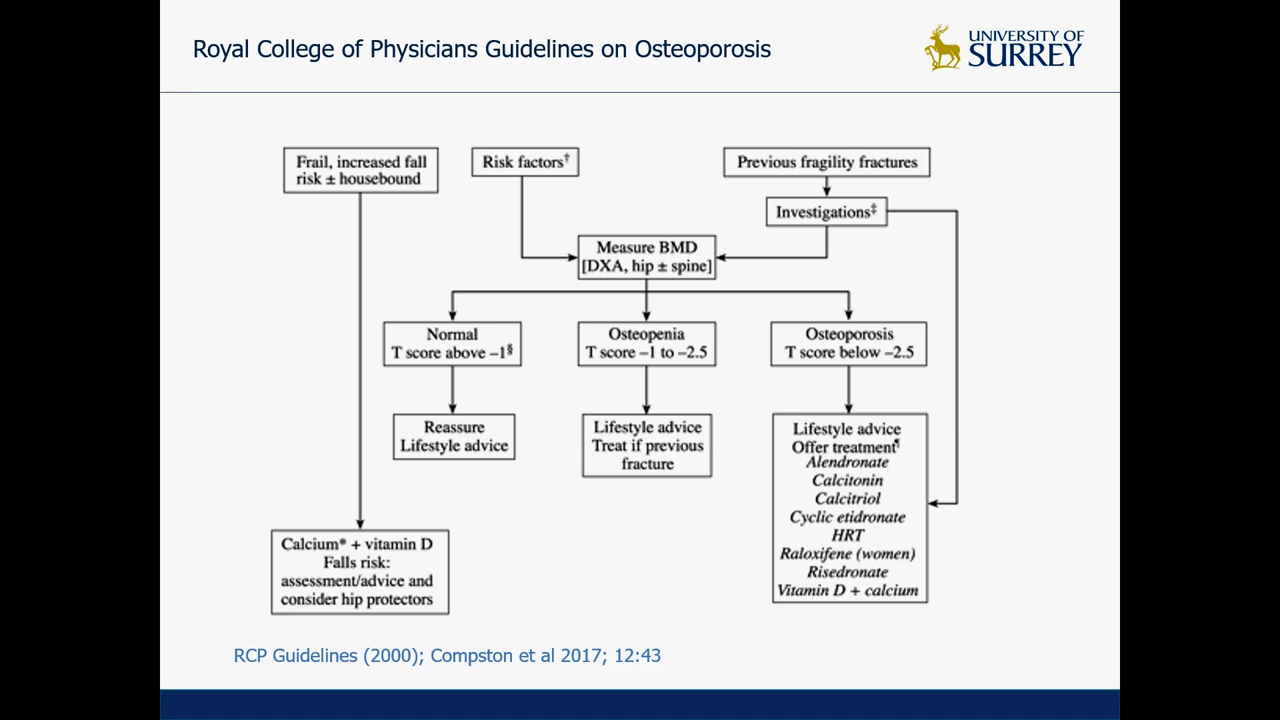 Royal College of Physicians Guidelines on Osteoporosis
UNIVERSITY OF
SURREY
Frail, increased fall
risk ± housebound
Risk factors†
Previous fragility fractures
Investigations‡
Measure BMD
[DXA, hip ± spine]
Normal
T score above –1§
Osteopenia
T score –1 to –2.5
Osteoporosis
T score below –2.5
Reassure
Lifestyle advice
Lifestyle advice
Treat if previous
fracture
Lifestyle advice
Offer treatment¶
Alendronate
Calcitonin
Calcitriol
Cyclic etidronate
HRT
Raloxifene (women)
Risedronate
Vitamin D + calcium
Calcium* + vitamin D
Falls risk:
assessment/advice and
consider hip protectors
RCP Guidelines (2000); Compston et al 2017; 12:43